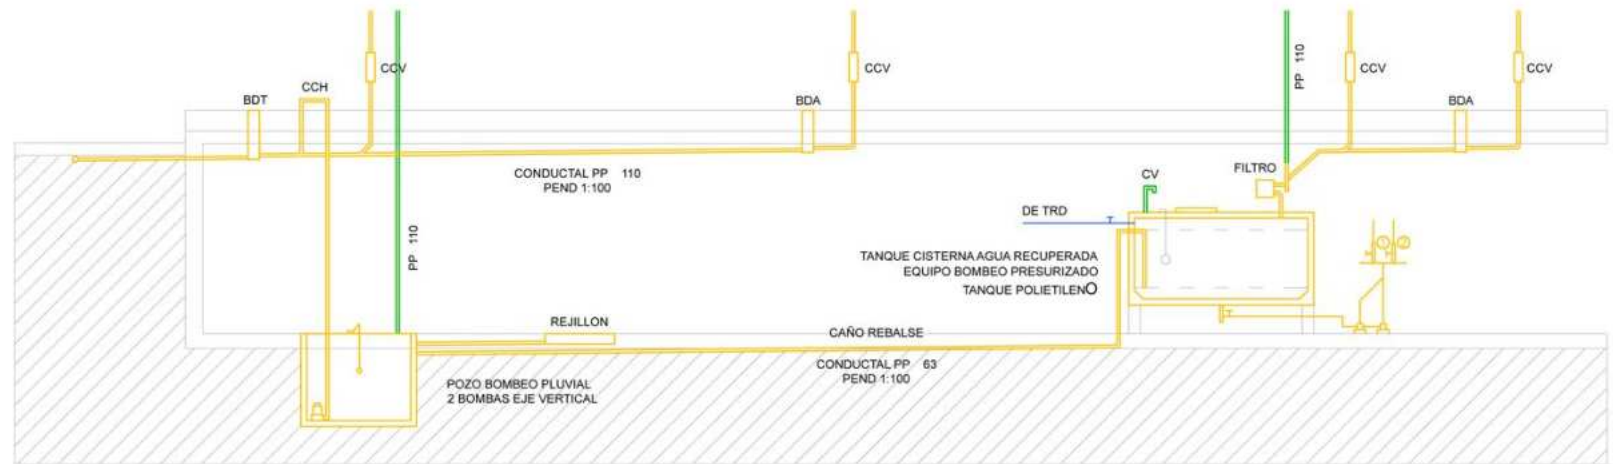 CCV
CCV
PP 110
CCV
CCV
CCH
BDT
BDA
BDA
CONDUCTAL PP 110
PEND 1:100
FILTRO
CV
DE TRD
PP 110
TANQUE CISTERNA AGUA RECUPERADA
EQUIPO BOMBEO PRESURIZADO
TANQUE POLIETILENO
1 2
REJILLON
CAÑO REBALSE
CONDUCTAL PP 63
PEND 1:100
POZO BOMBEO PLUVIAL
2 BOMBAS EJE VERTICAL